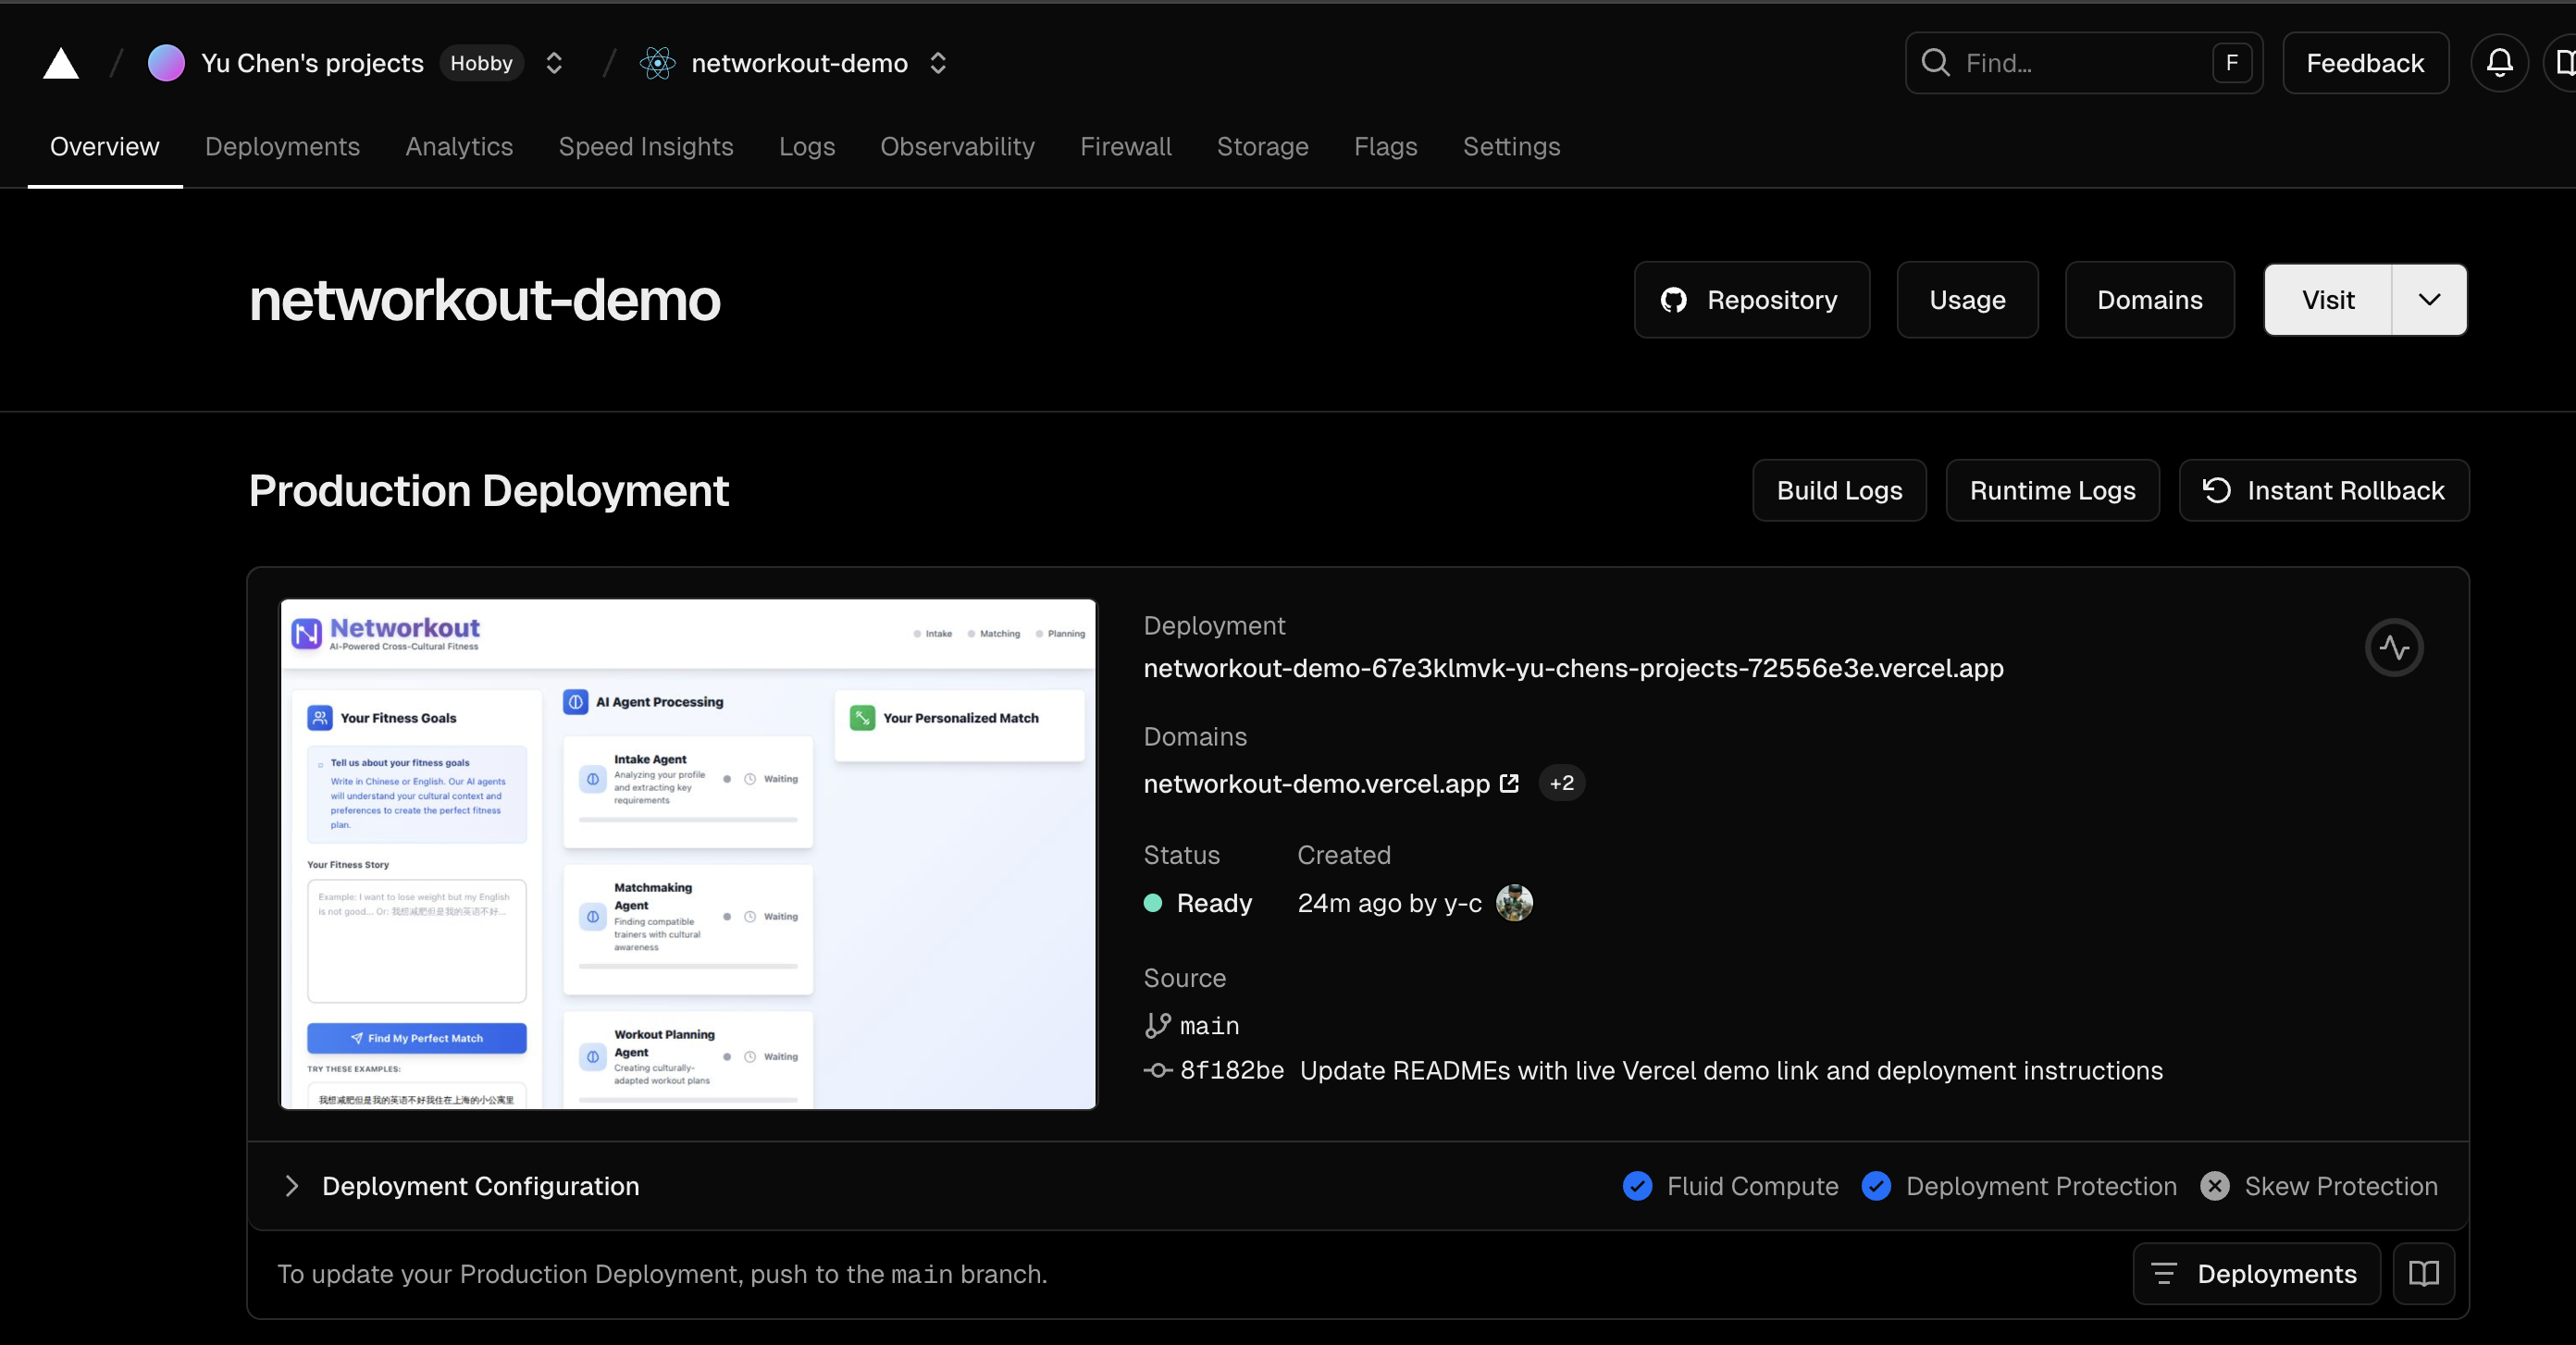 Yu Chen's projects Hobby networkout-demo Find... F Feedback
Overview Deployments Analytics Speed Insights Logs Observability Firewall Storage Flags Settings
networkout-demo Repository Usage Domains Visit
Production Deployment Build Logs Runtime Logs Instant Rollback
Networkout
AI-Powered Cross-Cultural Fitness
Intake Matching Planning
Your Fitness Goals
Tell us about your fitness goals
Write in Chinese or English. Our AI agents
will understand your cultural context and
preferences to create the perfect fitness
plan.
Your Fitness Story
Example: I want to lose weight but my English
is not good... Or: 我想减肥但是我的英语不好...
Find My Perfect Match
TRY THESE EXAMPLES:
我想减肥但是我的英语不好我住在上海的小公寓里
AI Agent Processing
Intake Agent
Analyzing your profile
and extracting key
requirements
Waiting
Matchmaking
Agent
Finding compatible
trainers with cultural
awareness
Waiting
Workout Planning
Agent
Creating culturally-
adapted workout plans
Waiting
Your Personalized Match
Deployment
networkout-demo-67e3klmvk-yu-chens-projects-72556e3e.vercel.app
Domains
networkout-demo.vercel.app +2
Status Created
Ready 24m ago by y-c
Source
main
8f182be Update READMEs with live Vercel demo link and deployment instructions
Deployment Configuration Fluid Compute Deployment Protection Skew Protection
To update your Production Deployment, push to the main branch. Deployments